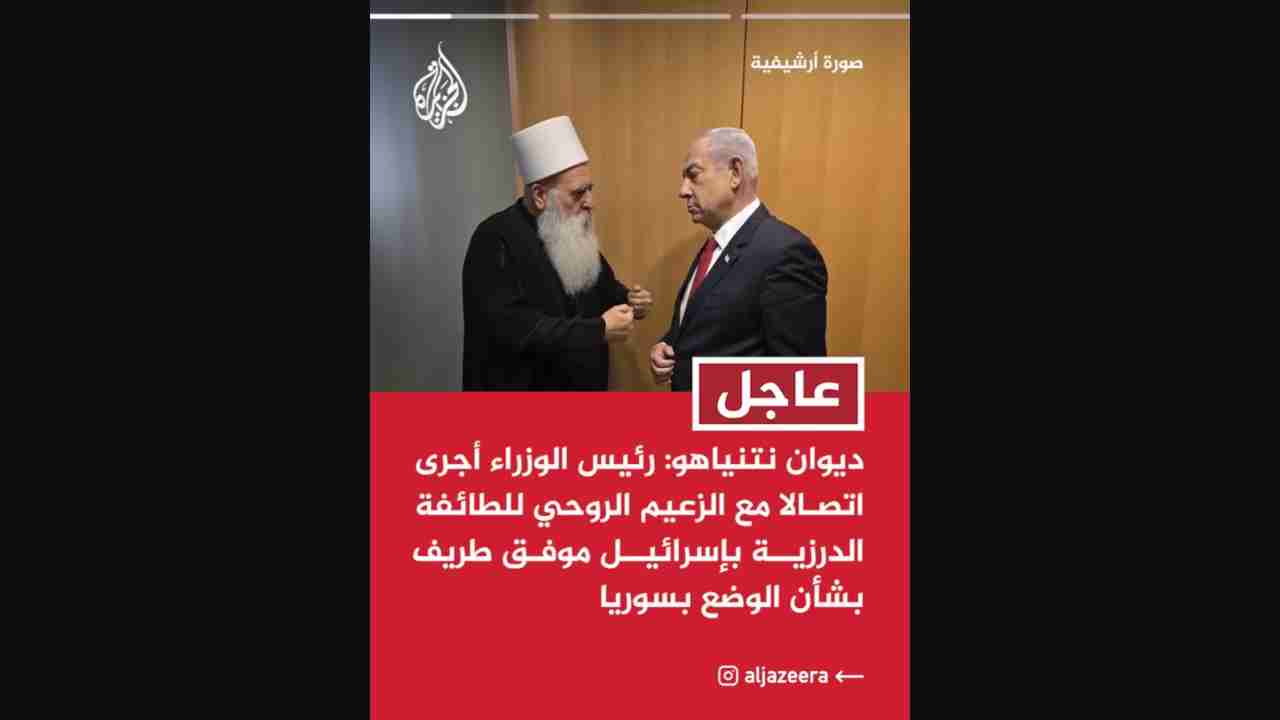 صورة أرشيفية
الجزيرة
عاجل
ديوان نتنياهو: رئيس الوزراء أجرى
اتصالا مع الزعيم الروحي للطائفة
الدرزية بإسرائيل موفق طريف
بشأن الوضع بسوريا
aljazeera